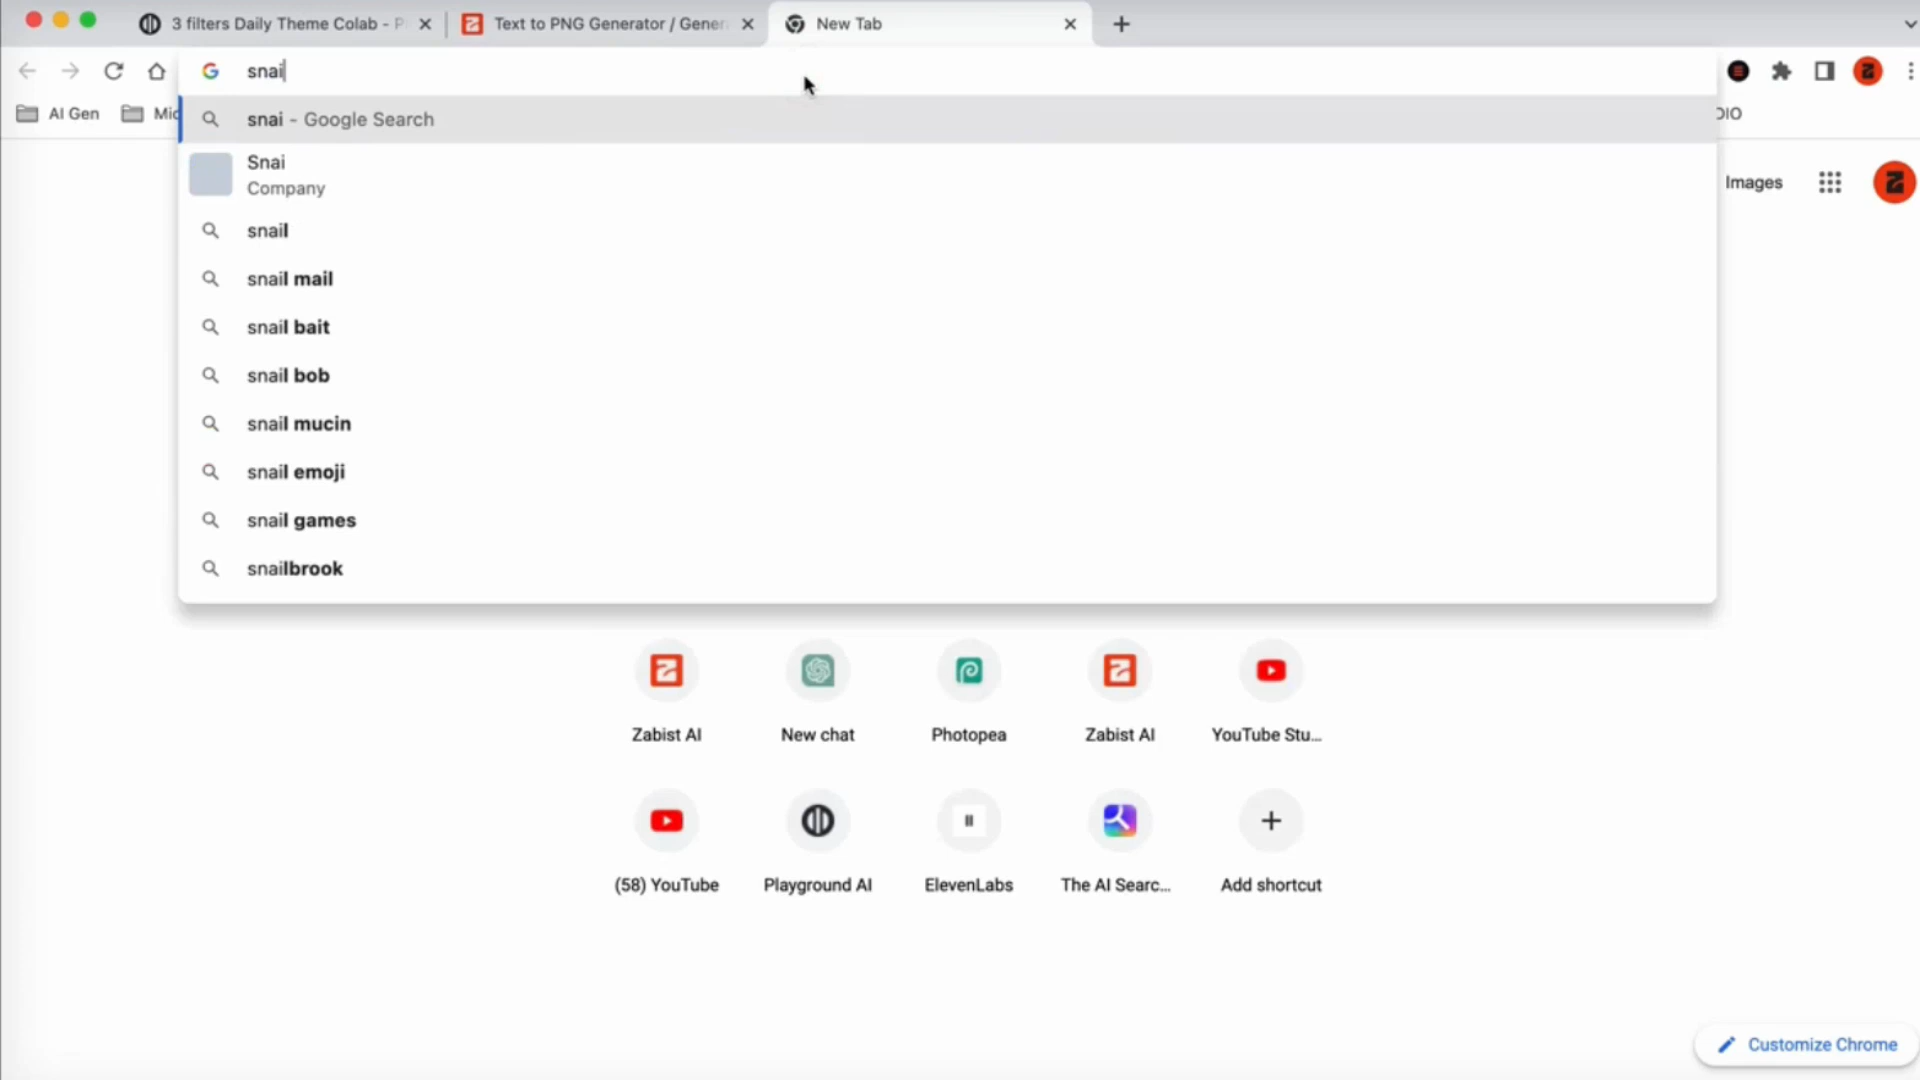 3 filters Daily Theme Colab - P
Text to PNG Generator / Gener
New Tab
snai
AI Gen
Mic
DIO
snai - Google Search
Snai
Company
snail
snail mail
snail bait
snail bob
snail mucin
snail emoji
snail games
snailbrook
Images
Zabist AI
New chat
Photopea
Zabist AI
YouTube Stu...
(58) YouTube
Playground AI
ElevenLabs
The AI Searc...
Add shortcut
Customize Chrome